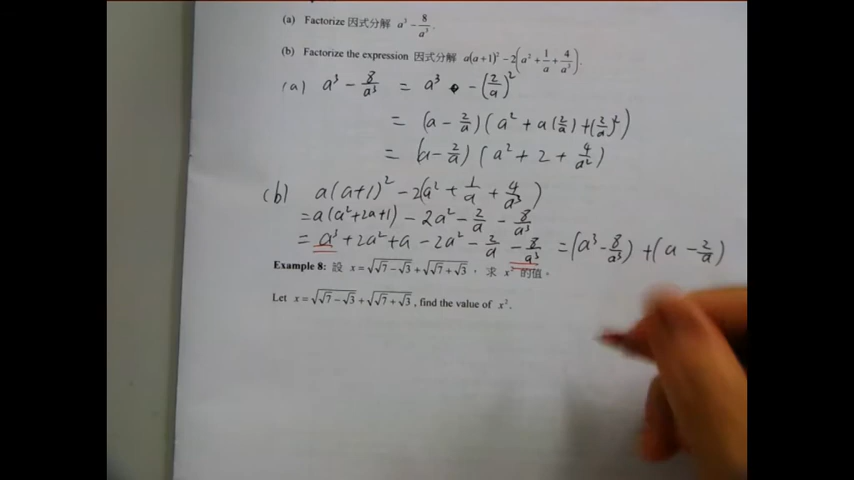 (a) Factorize 因式分解 a³ − 8/a³.
(b) Factorize the expression 因式分解 a(a+1)² − 2(a² + 1/a + 4/a³).
(a) a³ − 8/a³ = a³ − (2/a)²
= (a − 2/a)(a² + a(2/a) + (2/a)²)
= (a − 2/a)(a² + 2 + 4/a²)
(b) a(a+1)² − 2(a² + 1/a + 4/a³)
= a(a²+2a+1) − 2a² − 2/a − 8/a³
= a³ + 2a² + a − 2a² − 2/a − 8/a³ = (a³ − 8/a³) + (a − 2/a)
Example 8: 設 x = √(√7 − √3) + √(√7 + √3)，求 x² 的值。
Let x = √(√7 − √3) + √(√7 + √3), find the value of x².